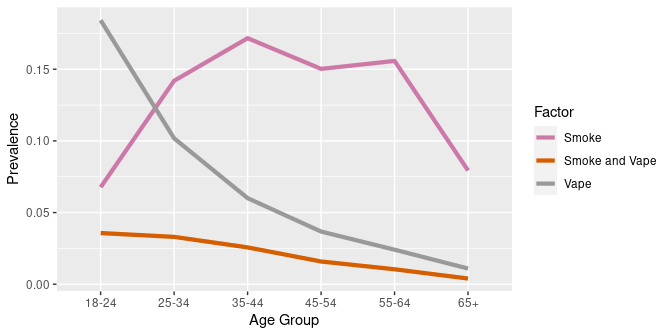 Prevalence
0.15
0.10
0.05
0.00
18-24 25-34 35-44 45-54 55-64 65+
Age Group
Factor
Smoke
Smoke and Vape
Vape